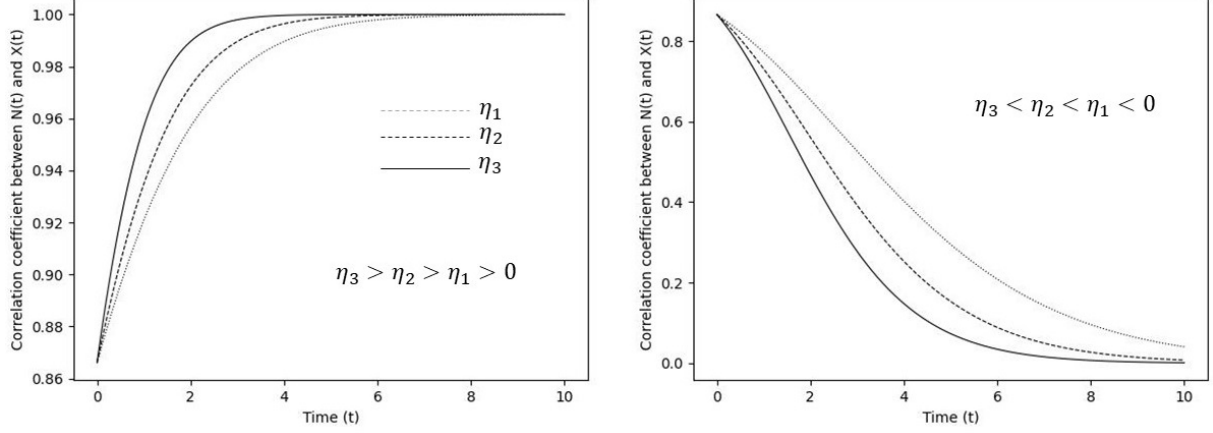 Correlation coefficient between N(t) and X(t)
1.00
0.98
0.96
0.94
0.92
0.90
0.88
0.86
η₁
η₂
η₃
η₃ > η₂ > η₁ > 0
0 2 4 6 8 10
Time (t)
Correlation coefficient between N(t) and X(t)
0.8
0.6
0.4
0.2
0.0
η₃ < η₂ < η₁ < 0
0 2 4 6 8 10
Time (t)